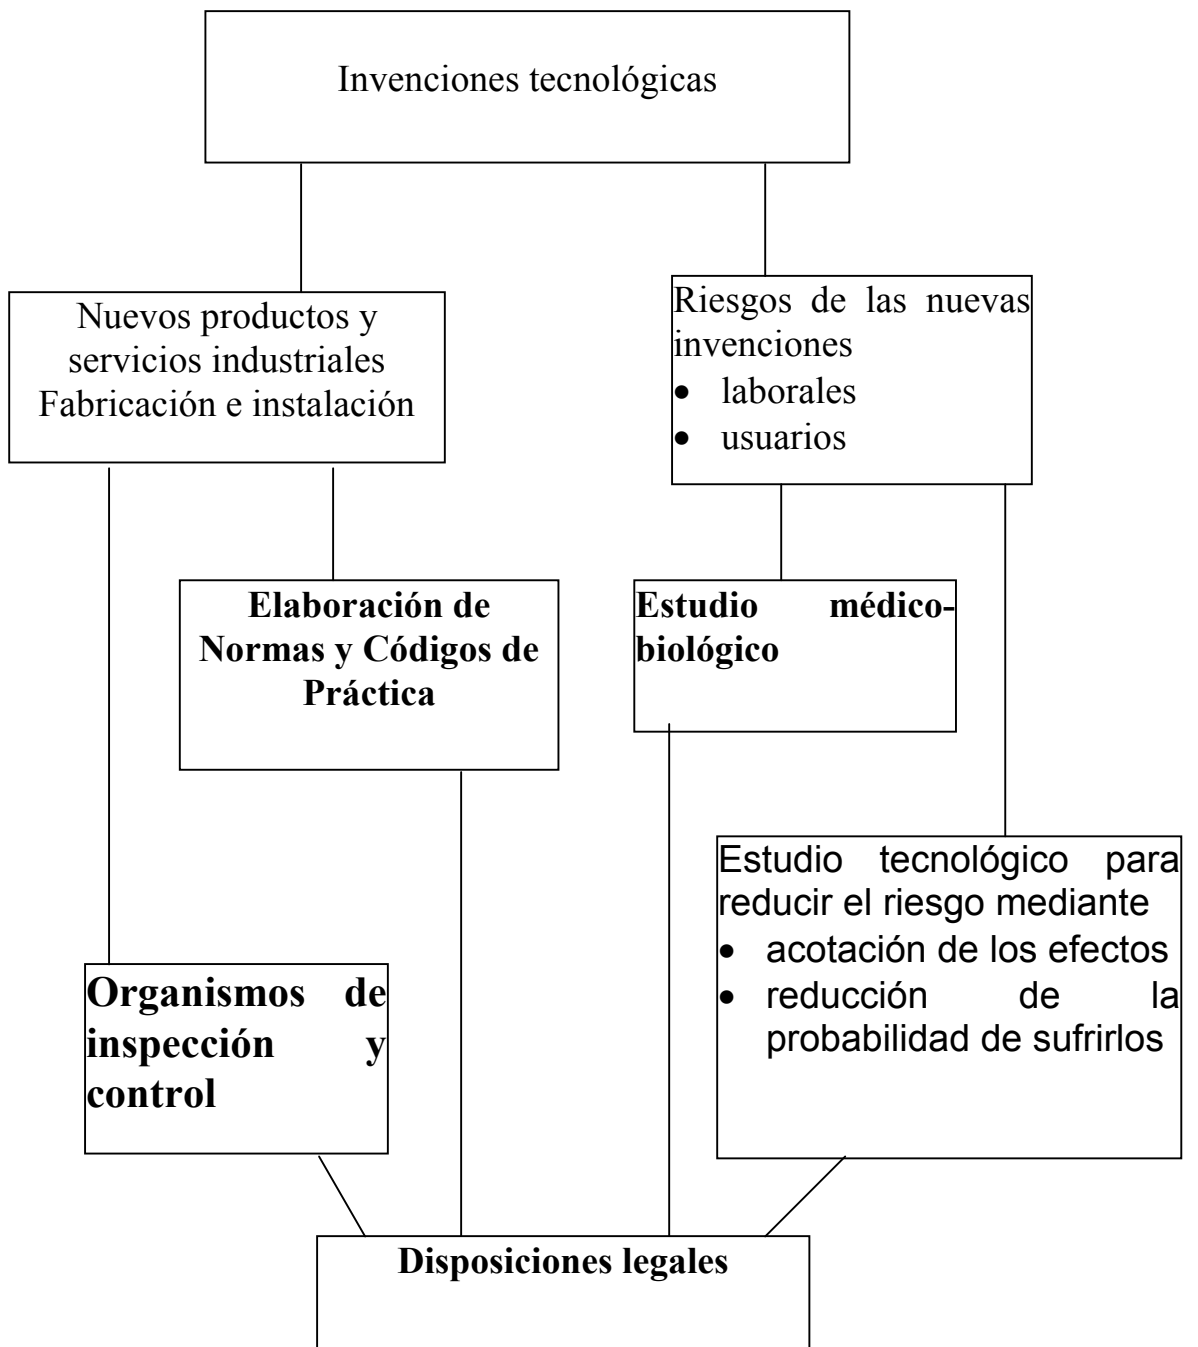 Invenciones tecnológicas
Nuevos productos y
servicios industriales
Fabricación e instalación
Riesgos de las nuevas
invenciones
• laborales
• usuarios
Elaboración de
Normas y Códigos de
Práctica
Estudio médico-
biológico
Estudio tecnológico para
reducir el riesgo mediante
• acotación de los efectos
• reducción de la
probabilidad de sufrirlos
Organismos de
inspección y
control
Disposiciones legales